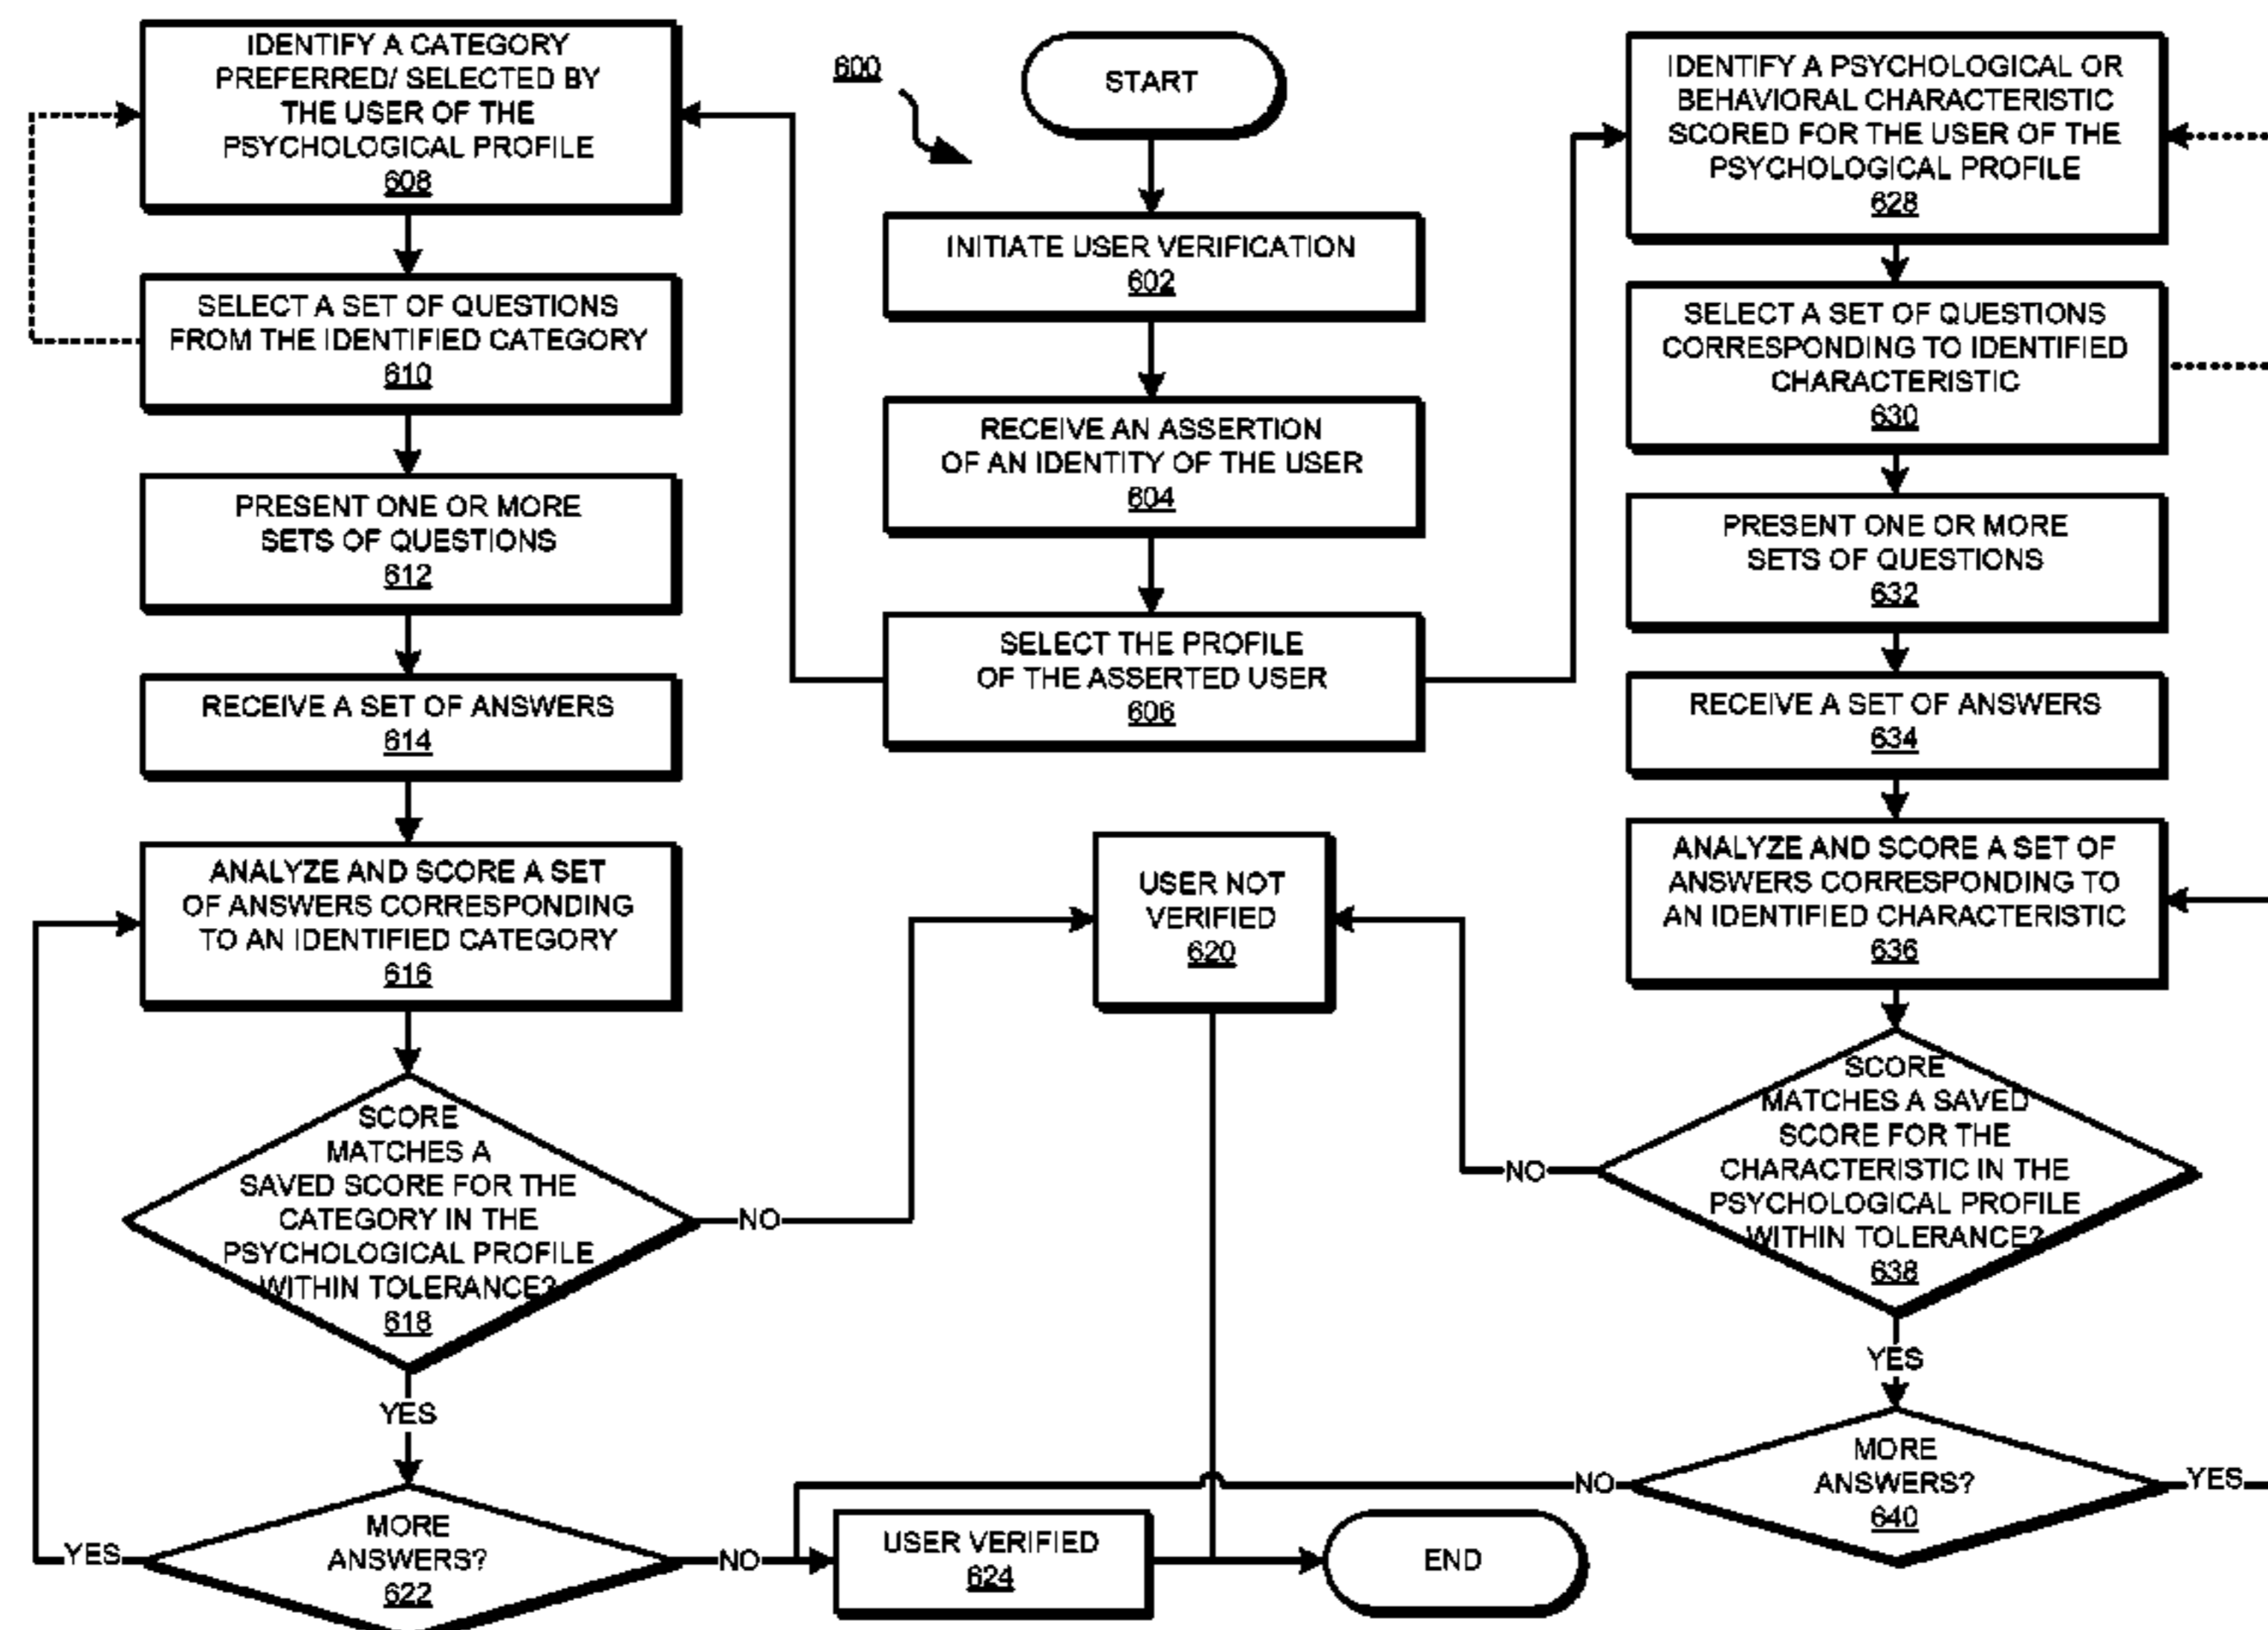 600
START
INITIATE USER VERIFICATION
602
RECEIVE AN ASSERTION
OF AN IDENTITY OF THE USER
604
SELECT THE PROFILE
OF THE ASSERTED USER
606
IDENTIFY A CATEGORY
PREFERRED/ SELECTED BY
THE USER OF THE
PSYCHOLOGICAL PROFILE
608
SELECT A SET OF QUESTIONS
FROM THE IDENTIFIED CATEGORY
610
PRESENT ONE OR MORE
SETS OF QUESTIONS
612
RECEIVE A SET OF ANSWERS
614
ANALYZE AND SCORE A SET
OF ANSWERS CORRESPONDING
TO AN IDENTIFIED CATEGORY
616
SCORE
MATCHES A
SAVED SCORE FOR THE
CATEGORY IN THE
PSYCHOLOGICAL PROFILE
WITHIN TOLERANCE?
618
NO
YES
MORE
ANSWERS?
622
YES
NO
USER NOT
VERIFIED
620
USER VERIFIED
624
END
IDENTIFY A PSYCHOLOGICAL OR
BEHAVIORAL CHARACTERISTIC
SCORED FOR THE USER OF THE
PSYCHOLOGICAL PROFILE
628
SELECT A SET OF QUESTIONS
CORRESPONDING TO IDENTIFIED
CHARACTERISTIC
630
PRESENT ONE OR MORE
SETS OF QUESTIONS
632
RECEIVE A SET OF ANSWERS
634
ANALYZE AND SCORE A SET OF
ANSWERS CORRESPONDING TO
AN IDENTIFIED CHARACTERISTIC
636
SCORE
MATCHES A SAVED
SCORE FOR THE
CHARACTERISTIC IN THE
PSYCHOLOGICAL PROFILE
WITHIN TOLERANCE?
638
NO
YES
MORE
ANSWERS?
640
NO
YES